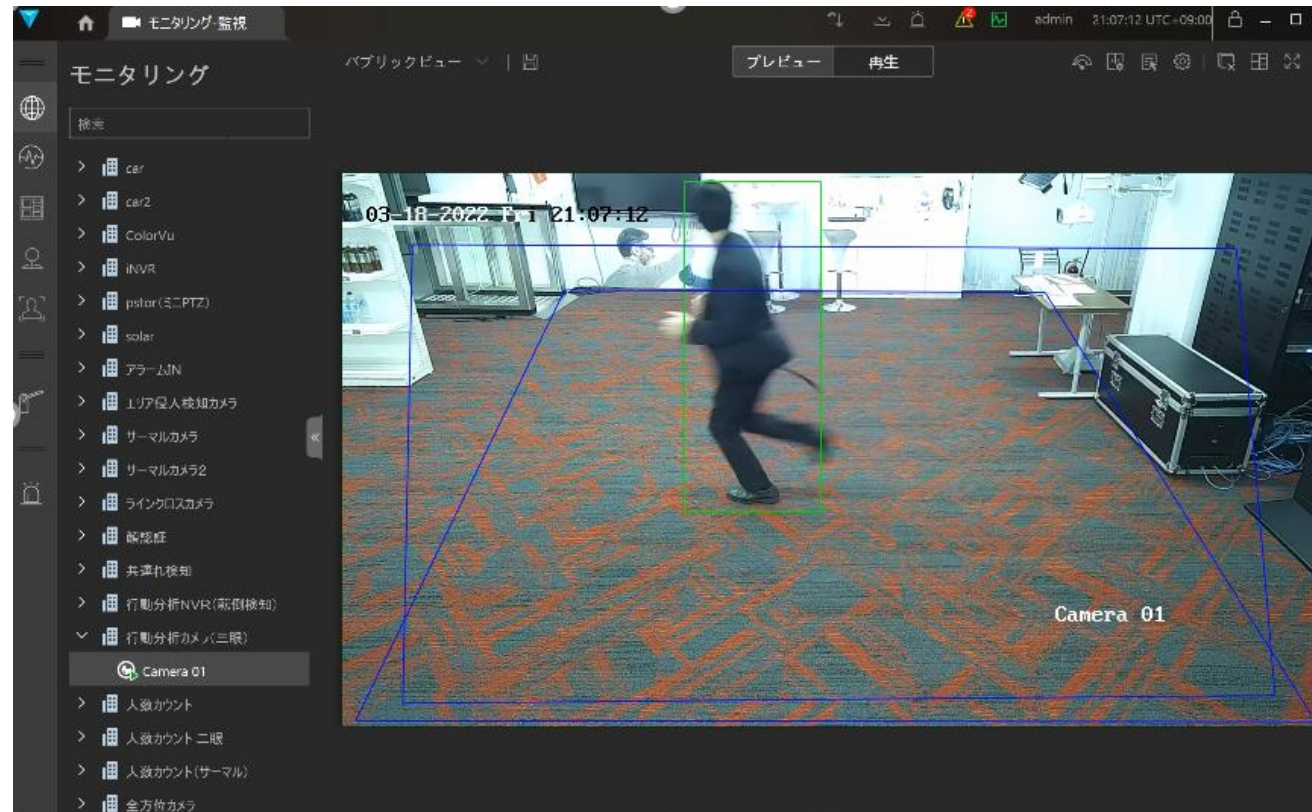 モニタリング-監視
admin 21:07:12 UTC+09:00
モニタリング
パブリックビュー
プレビュー 再生
検索
car
car2
ColorVu
iNVR
pstor(ミニPTZ)
solar
アラームIN
エリア侵入検知カメラ
サーマルカメラ
サーマルカメラ2
ラインクロスカメラ
顔認証
共連れ検知
行動分析NVR(転倒検知)
行動分析カメラ(三眼)
Camera 01
人数カウント
人数カウント二眼
人数カウント(サーマル)
全方位カメラ
03-18-2022 Fri 21:07:12
Camera 01